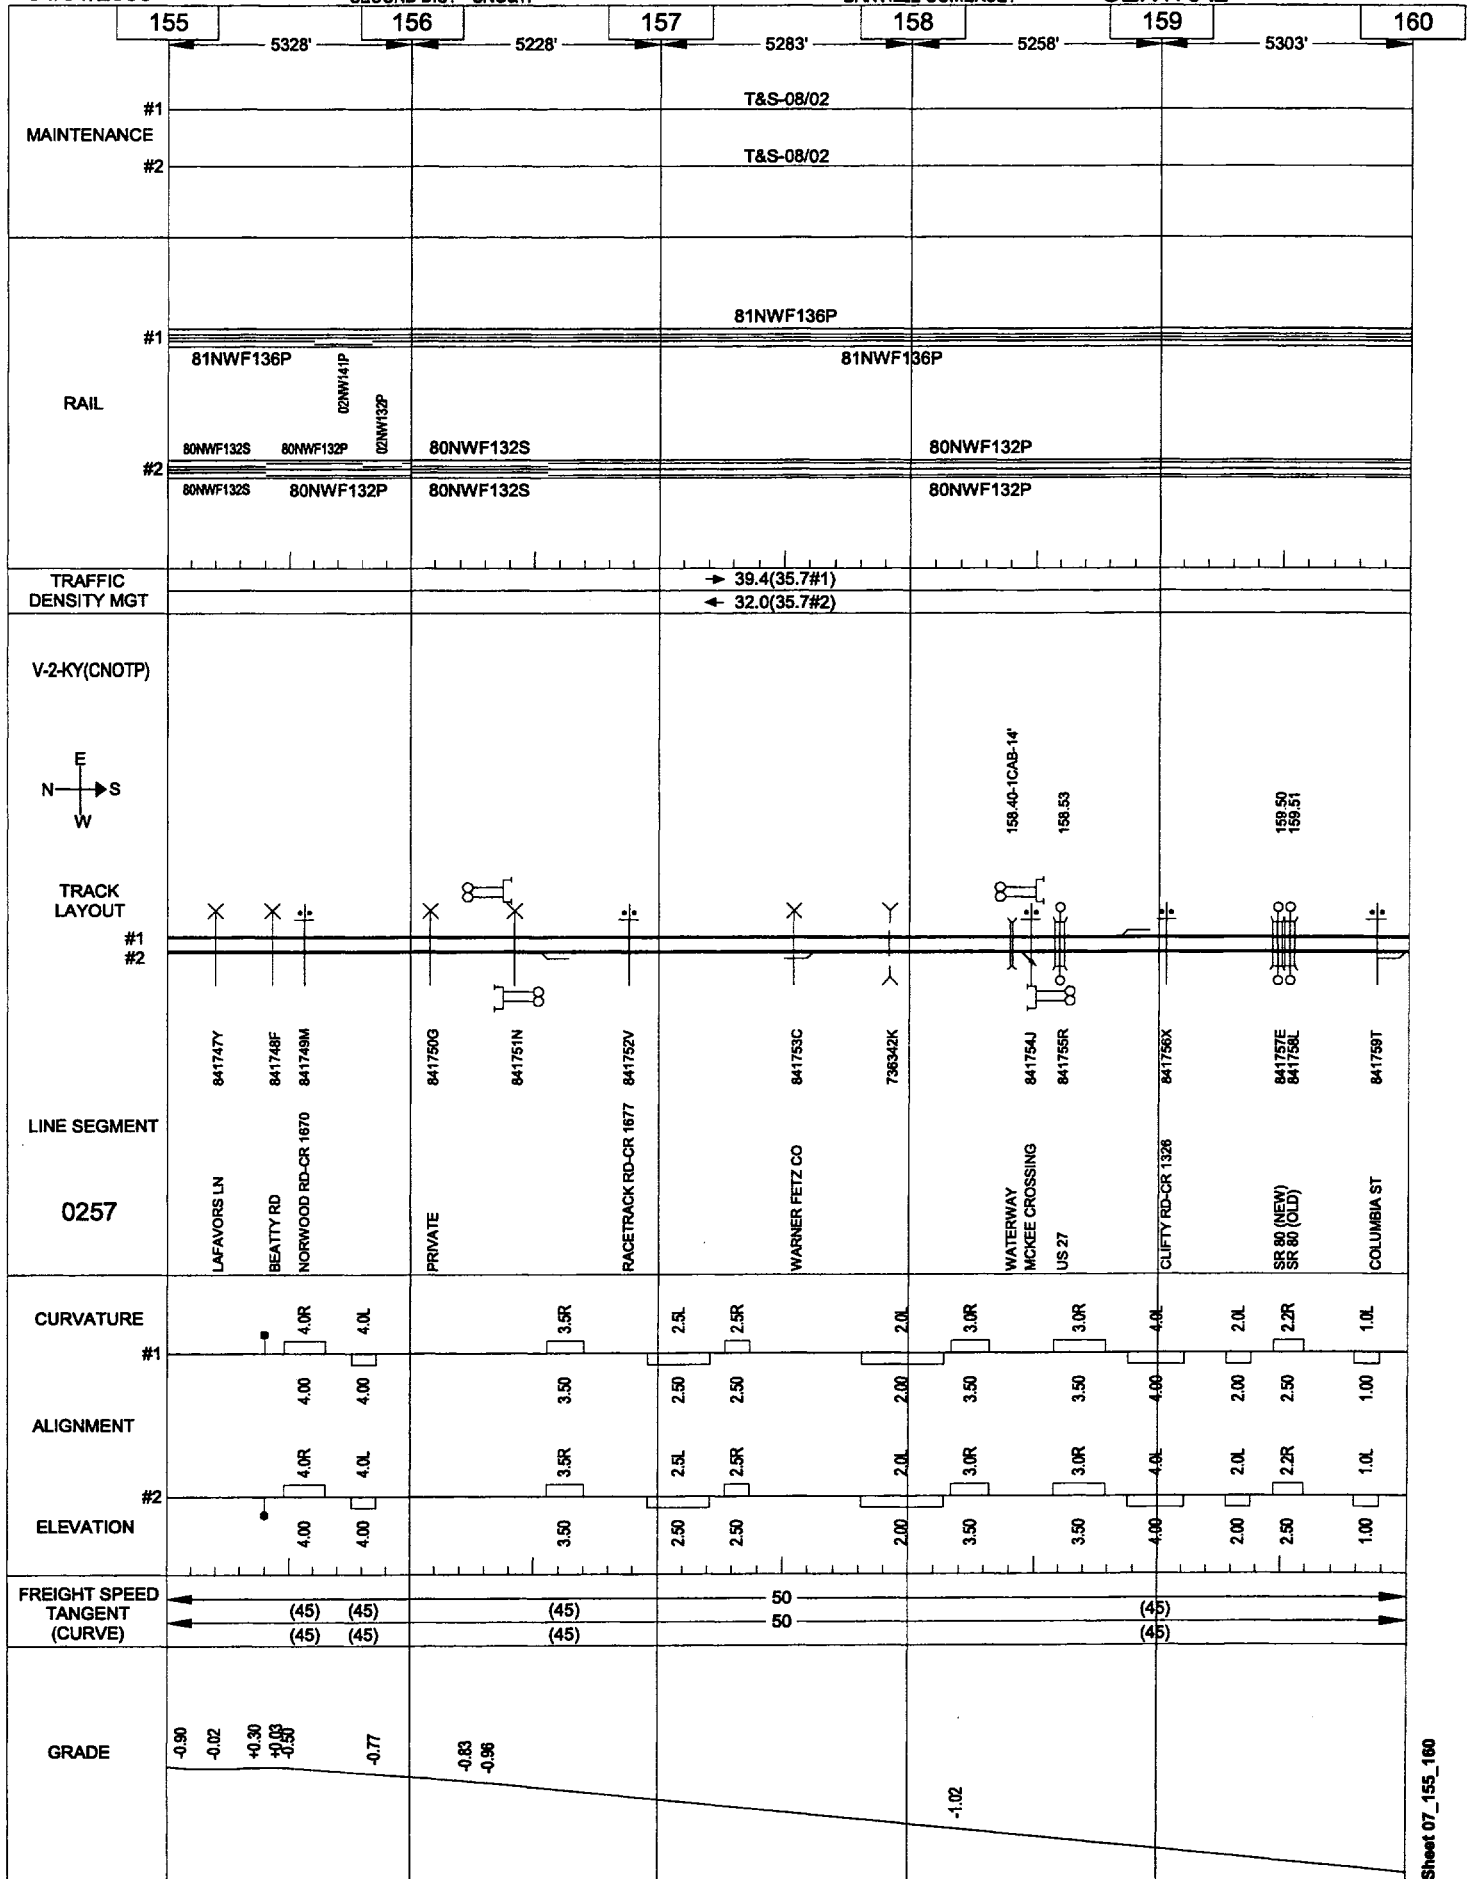 155 156 157 158 159 160
5328' 5228' 5283' 5258' 5303'
MAINTENANCE
#1 T&S-08/02
#2 T&S-08/02
RAIL
81NWF136P
#1
81NWF136P 81NWF136P
02NW141P
02NW132P
80NWF132S 80NWF132P 80NWF132S 80NWF132P
#2
80NWF132S 80NWF132P 80NWF132S 80NWF132P
TRAFFIC
DENSITY MGT
→ 39.4(35.7#1)
← 32.0(35.7#2)
V-2-KY(CNOTP)
E
N S
W
158.40-1CAB-14'
158.53
159.50
159.51
TRACK
LAYOUT
#1
#2
841747Y
841748F
841749M
841750G
841751N
841752V
841753C
736342K
841754J
841755R
841756X
841757E
841758L
841759T
LINE SEGMENT
0257
LAFAVORS LN
BEATTY RD
NORWOOD RD-CR 1670
PRIVATE
RACETRACK RD-CR 1677
WARNER FETZ CO
WATERWAY
MCKEE CROSSING
US 27
CLIFTY RD-CR 1326
SR 80 (NEW)
SR 80 (OLD)
COLUMBIA ST
CURVATURE
4.0R 4.0L 3.5R 2.5L 2.5R 2.0L 3.0R 3.0R 4.0L 2.0L 2.2R 1.0L
#1
4.00 4.00 3.50 2.50 2.50 2.00 3.50 3.50 4.00 2.00 2.50 1.00
ALIGNMENT
4.0R 4.0L 3.5R 2.5L 2.5R 2.0L 3.0R 3.0R 4.0L 2.0L 2.2R 1.0L
#2
ELEVATION
4.00 4.00 3.50 2.50 2.50 2.00 3.50 3.50 4.00 2.00 2.50 1.00
FREIGHT SPEED
TANGENT
(CURVE)
50
(45) (45) (45) (45)
50
(45) (45) (45) (45)
GRADE
-0.90
-0.02
+0.30
+0.03
-0.50
-0.77
-0.83
-0.96
-1.02
Sheet 07_155_160